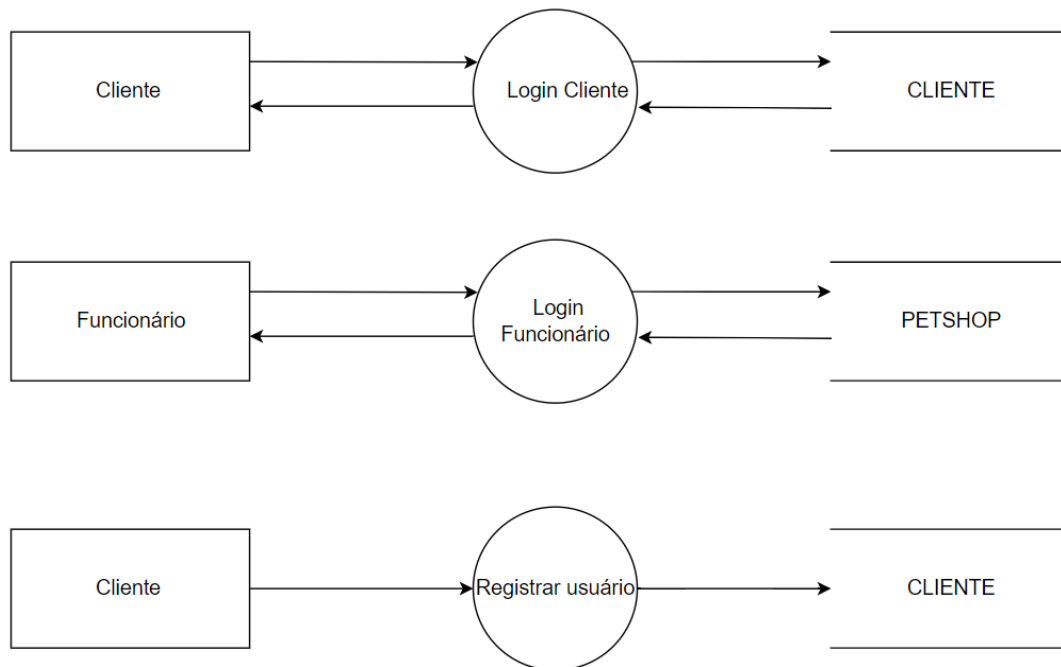 Cliente
Login Cliente
CLIENTE
Funcionário
Login
Funcionário
PETSHOP
Cliente
Registrar usuário
CLIENTE